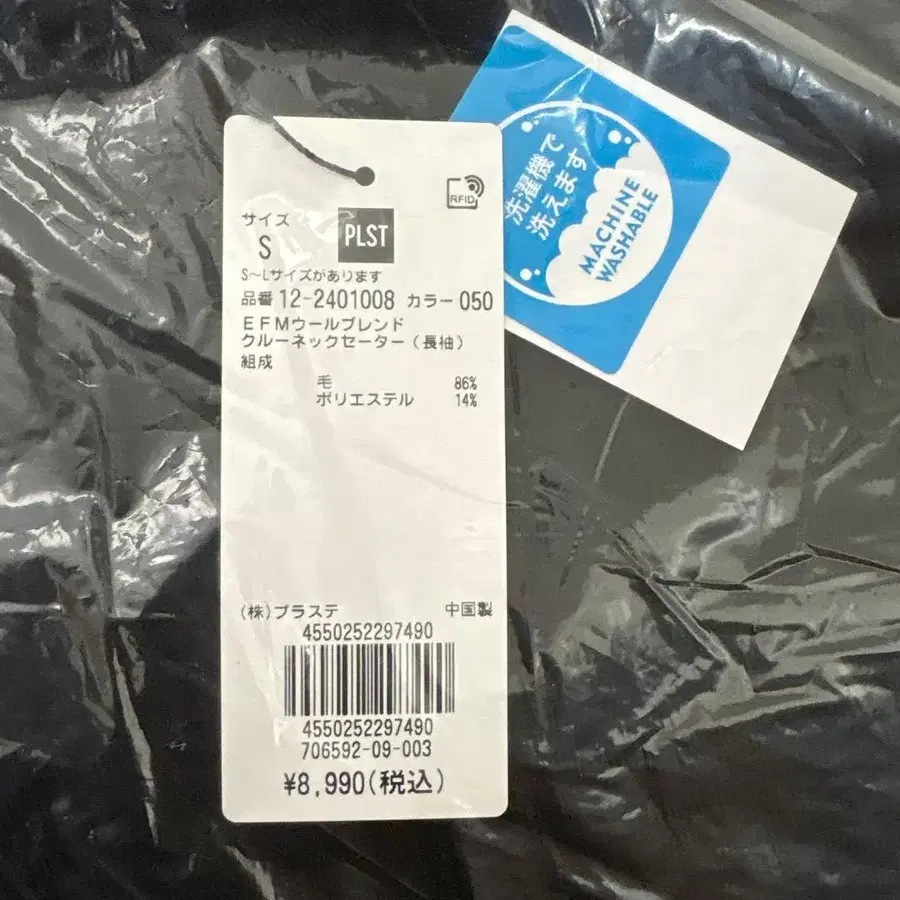 サイズ
S
PLST
RFID
S～Lサイズがあります
品番 12-2401008 カラー 050
EFMウールブレンド
クルーネックセーター（長袖）
組成
毛 86%
ポリエステル 14%
(株)プラステ 中国製
4550252297490
4550252297490
706592-09-003
¥8,990(税込)
洗濯機で
洗えます
MACHINE
WASHABLE